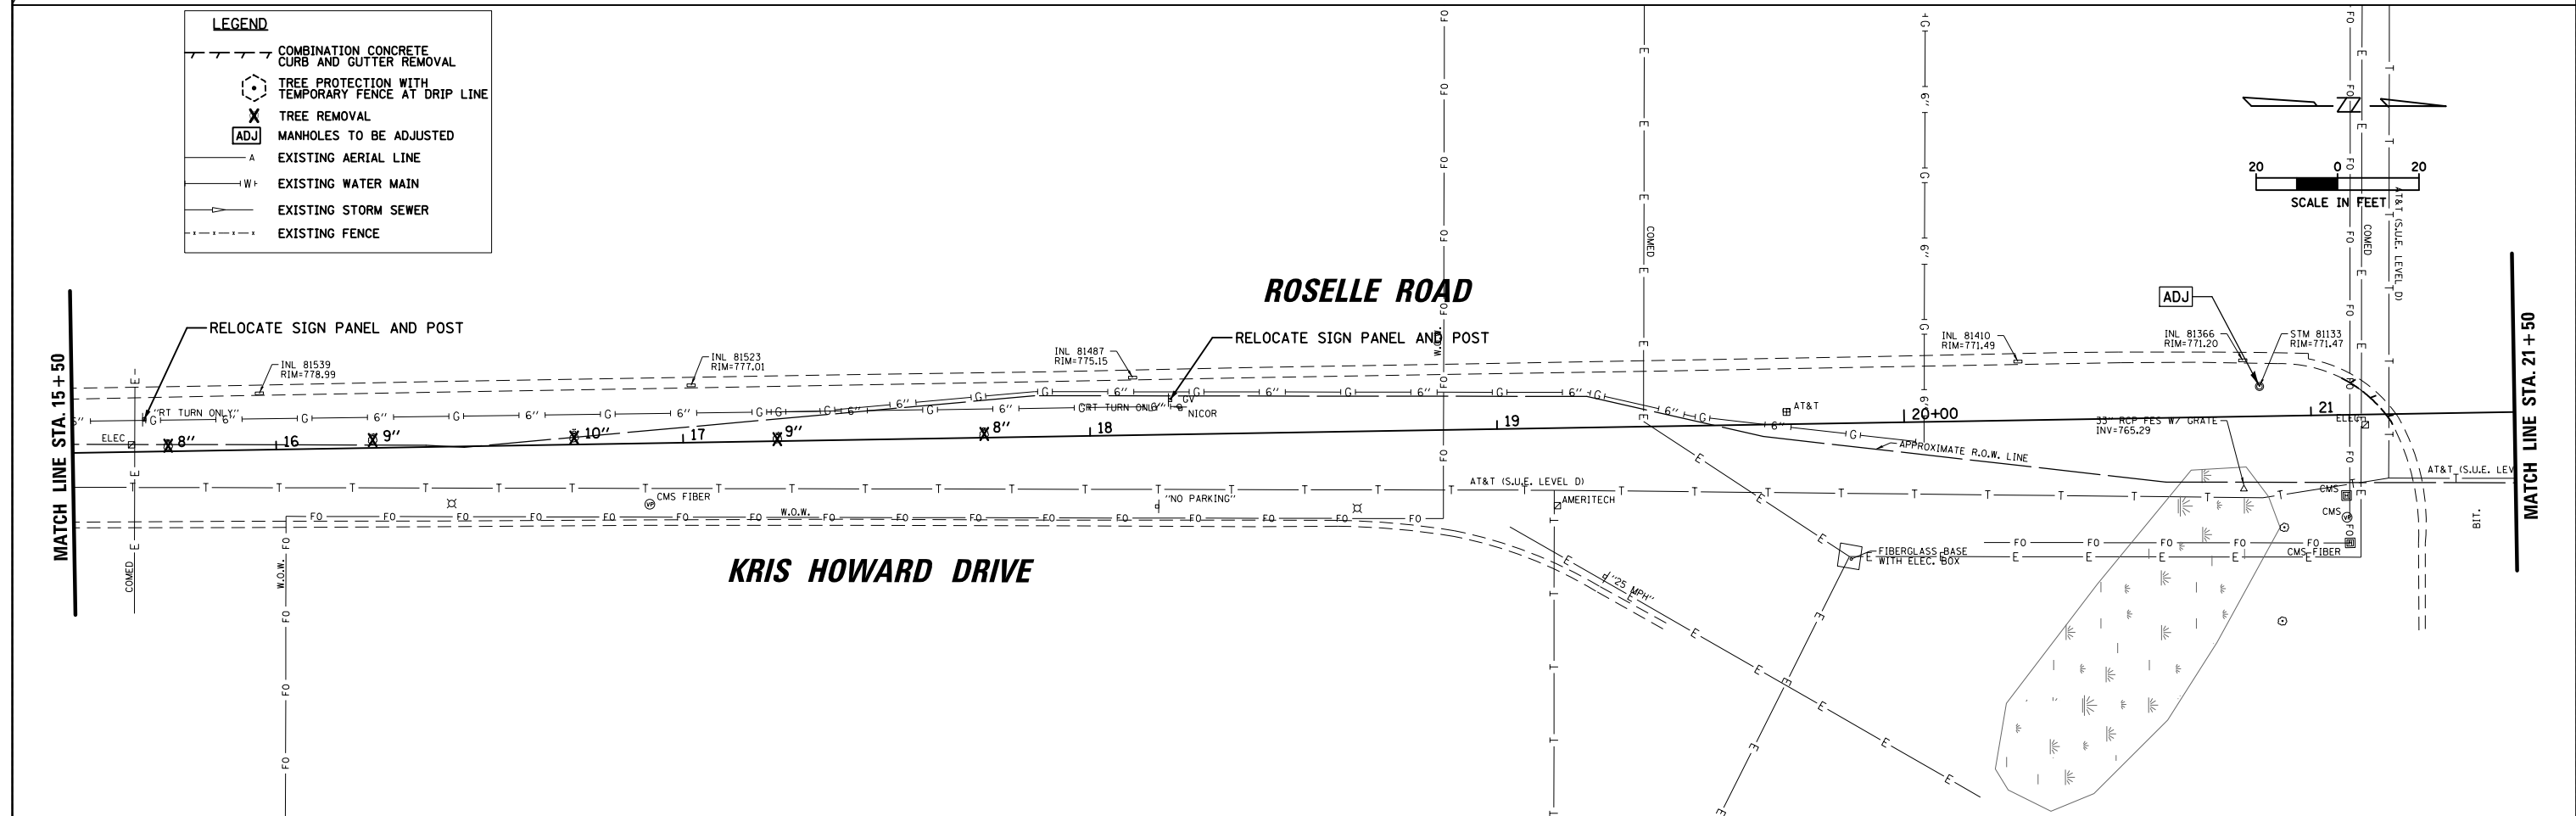 LEGEND
COMBINATION CONCRETE
CURB AND GUTTER REMOVAL
TREE PROTECTION WITH
TEMPORARY FENCE AT DRIP LINE
TREE REMOVAL
ADJ MANHOLES TO BE ADJUSTED
A EXISTING AERIAL LINE
W EXISTING WATER MAIN
EXISTING STORM SEWER
EXISTING FENCE
20 0 20
SCALE IN FEET
ROSELLE ROAD
KRIS HOWARD DRIVE
MATCH LINE STA. 15+50
MATCH LINE STA. 21+50
RELOCATE SIGN PANEL AND POST
RELOCATE SIGN PANEL AND POST
INL 81539
RIM=778.99
INL 81523
RIM=777.01
INL 81487
RIM=775.15
INL 81410
RIM=771.49
INL 81366
RIM=771.20
STM 81133
RIM=771.47
ADJ
"RT TURN ONLY"
"RT TURN ONLY"
GV
NICOR
AT&T
ELEC
8"
16
9"
10"
17
9"
8"
18
19
20+00
21
33" RCP FES W/ GRATE
INV=765.29
ELEC
APPROXIMATE R.O.W. LINE
AT&T (S.U.E. LEVEL D)
AT&T (S.U.E. LEV
AT&T (S.U.E. LEVEL D)
COMED
COMED
COMED
W.O.W.
W.O.W.
W.O.W.
CMS FIBER
VP
"NO PARKING"
AMERITECH
FIBERGLASS BASE
WITH ELEC. BOX
"25 MPH"
CMS
CMS
VP
CMS FIBER
BIT.